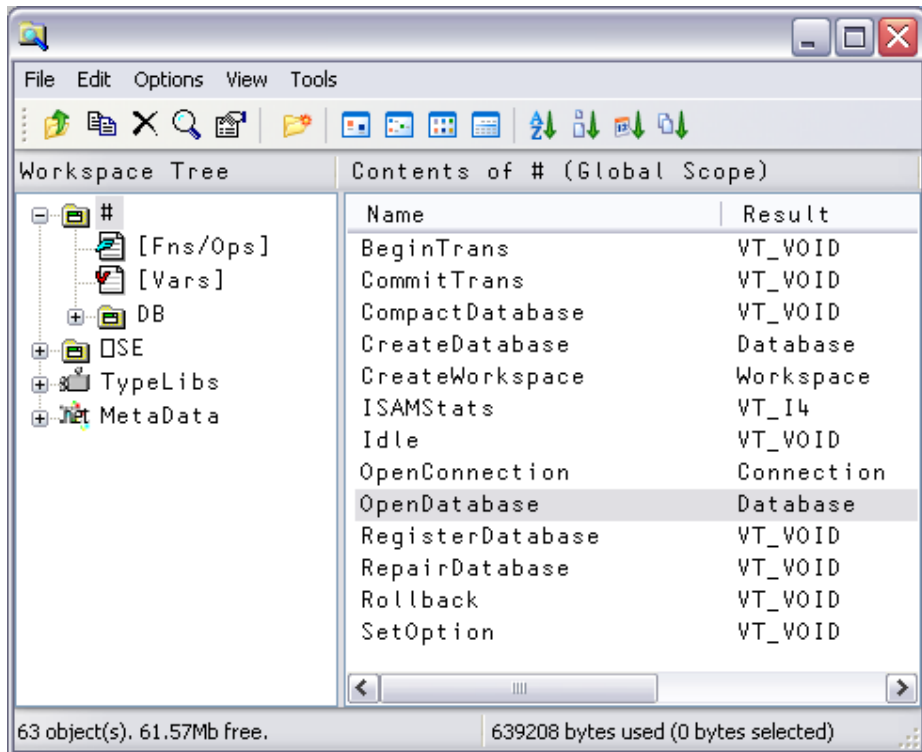 File Edit Options View Tools
Workspace Tree
Contents of # (Global Scope)
#
[Fns/Ops]
[Vars]
DB
⎕SE
TypeLibs
.Net MetaData
Name Result
BeginTrans VT_VOID
CommitTrans VT_VOID
CompactDatabase VT_VOID
CreateDatabase Database
CreateWorkspace Workspace
ISAMStats VT_I4
Idle VT_VOID
OpenConnection Connection
OpenDatabase Database
RegisterDatabase VT_VOID
RepairDatabase VT_VOID
Rollback VT_VOID
SetOption VT_VOID
63 object(s). 61.57Mb free.
639208 bytes used (0 bytes selected)